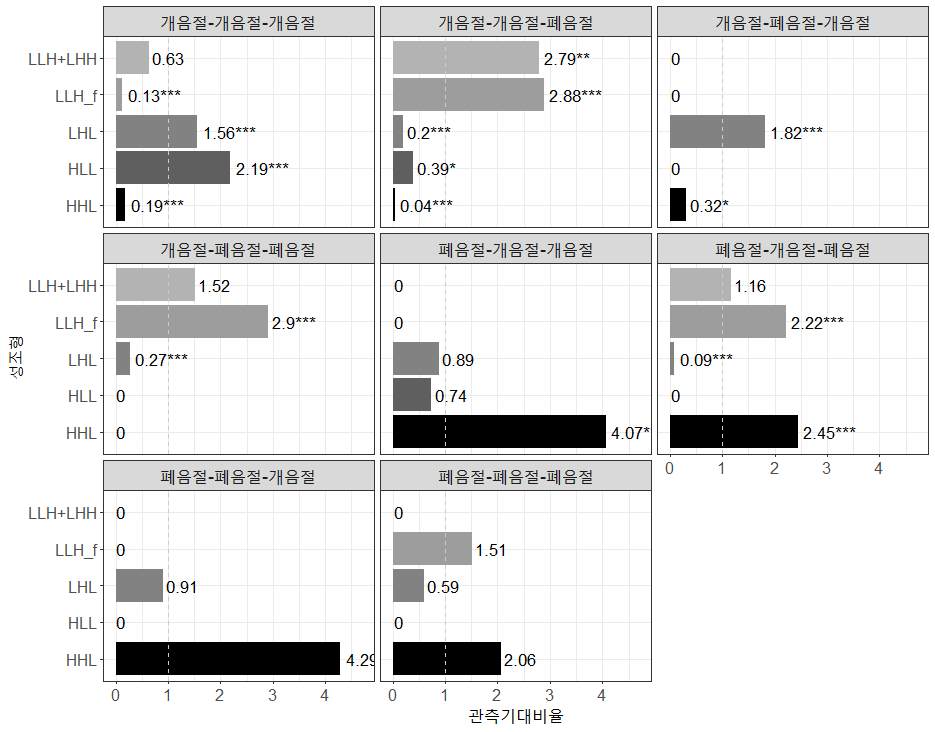 개음절-개음절-개음절
개음절-개음절-폐음절
개음절-폐음절-개음절
LLH+LHH 0.63 2.79** 0
LLH_f 0.13*** 2.88*** 0
LHL 1.56*** 0.2*** 1.82***
HLL 2.19*** 0.39* 0
HHL 0.19*** 0.04*** 0.32*
개음절-폐음절-폐음절
폐음절-개음절-개음절
폐음절-개음절-폐음절
LLH+LHH 1.52 0 1.16
LLH_f 2.9*** 0 2.22***
LHL 0.27*** 0.89 0.09***
HLL 0 0.74 0
HHL 0 4.07* 2.45***
0 1 2 3 4
성조형
폐음절-폐음절-개음절
폐음절-폐음절-폐음절
LLH+LHH 0 0
LLH_f 0 1.51
LHL 0.91 0.59
HLL 0 0
HHL 4.29 2.06
0 1 2 3 4
0 1 2 3 4
관측기대비율